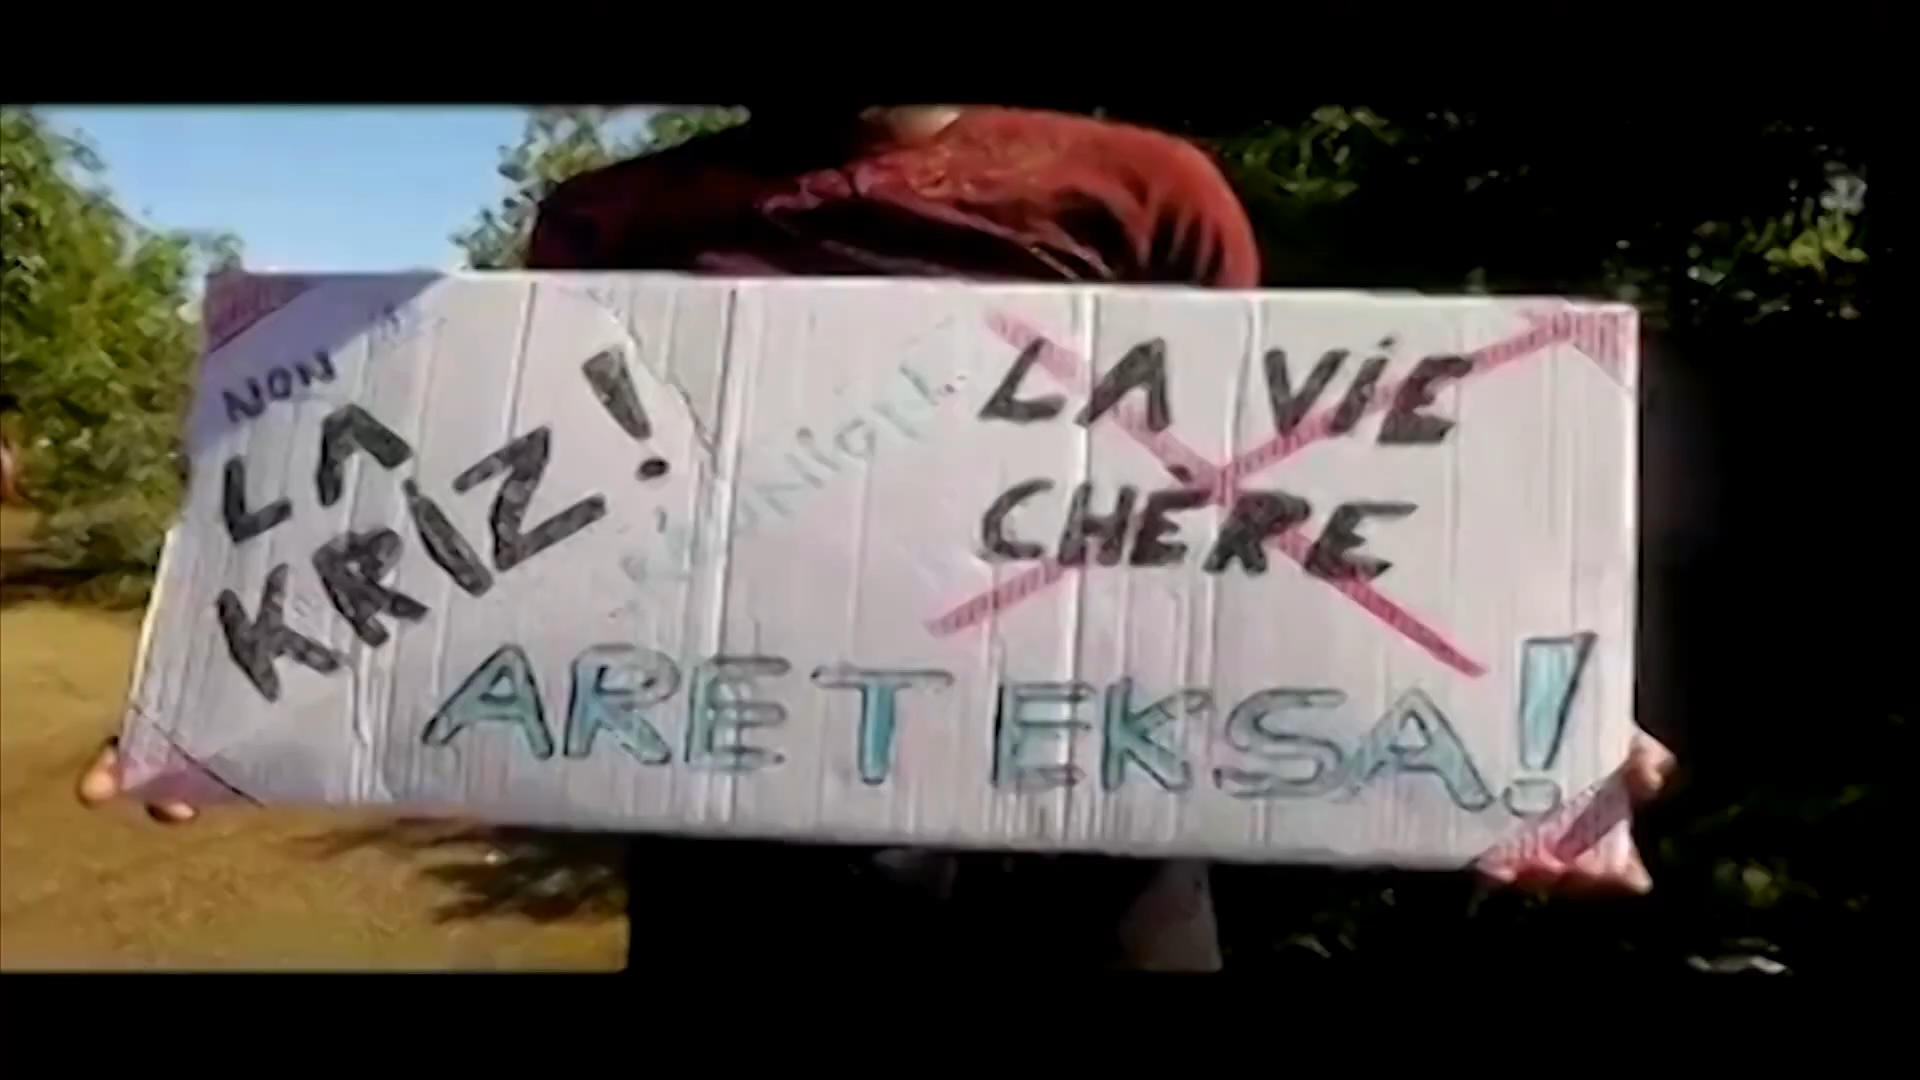 NON
LA
KRIZ!
LA VIE
CHÈRE
ARET EKSA!